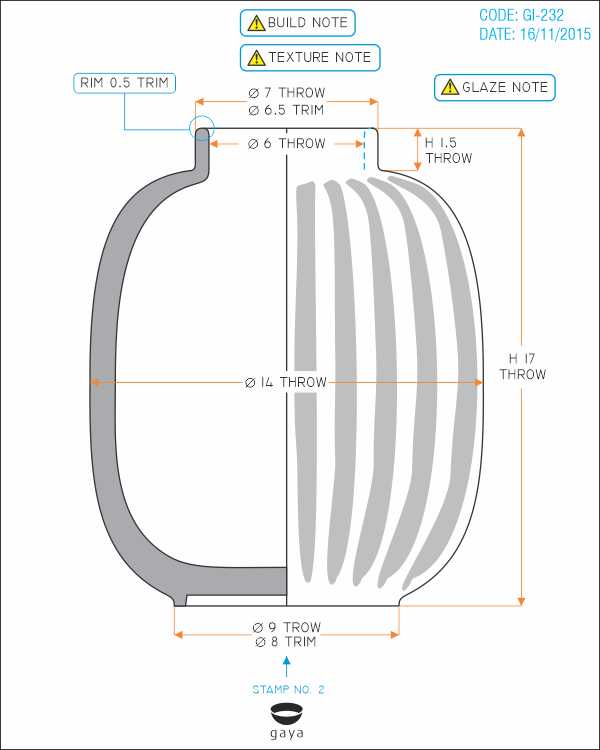 BUILD NOTE
CODE: GI-232
DATE: 16/11/2015
TEXTURE NOTE
RIM 0.5 TRIM
GLAZE NOTE
Ø 7 THROW
Ø 6.5 TRIM
Ø 6 THROW
H 1.5
THROW
H 17
THROW
Ø 14 THROW
Ø 9 TROW
Ø 8 TRIM
STAMP NO. 2
gaya